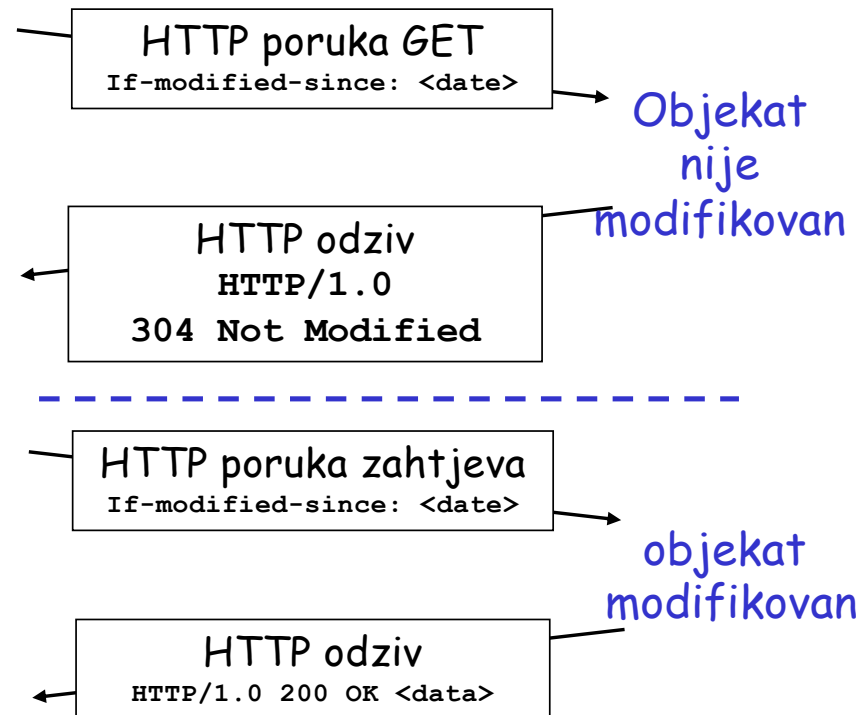 HTTP poruka GET
If-modified-since: <date>
Objekat
nije
modifikovan
HTTP odziv
HTTP/1.0
304 Not Modified
HTTP poruka zahtjeva
If-modified-since: <date>
objekat
modifikovan
HTTP odziv
HTTP/1.0 200 OK <data>